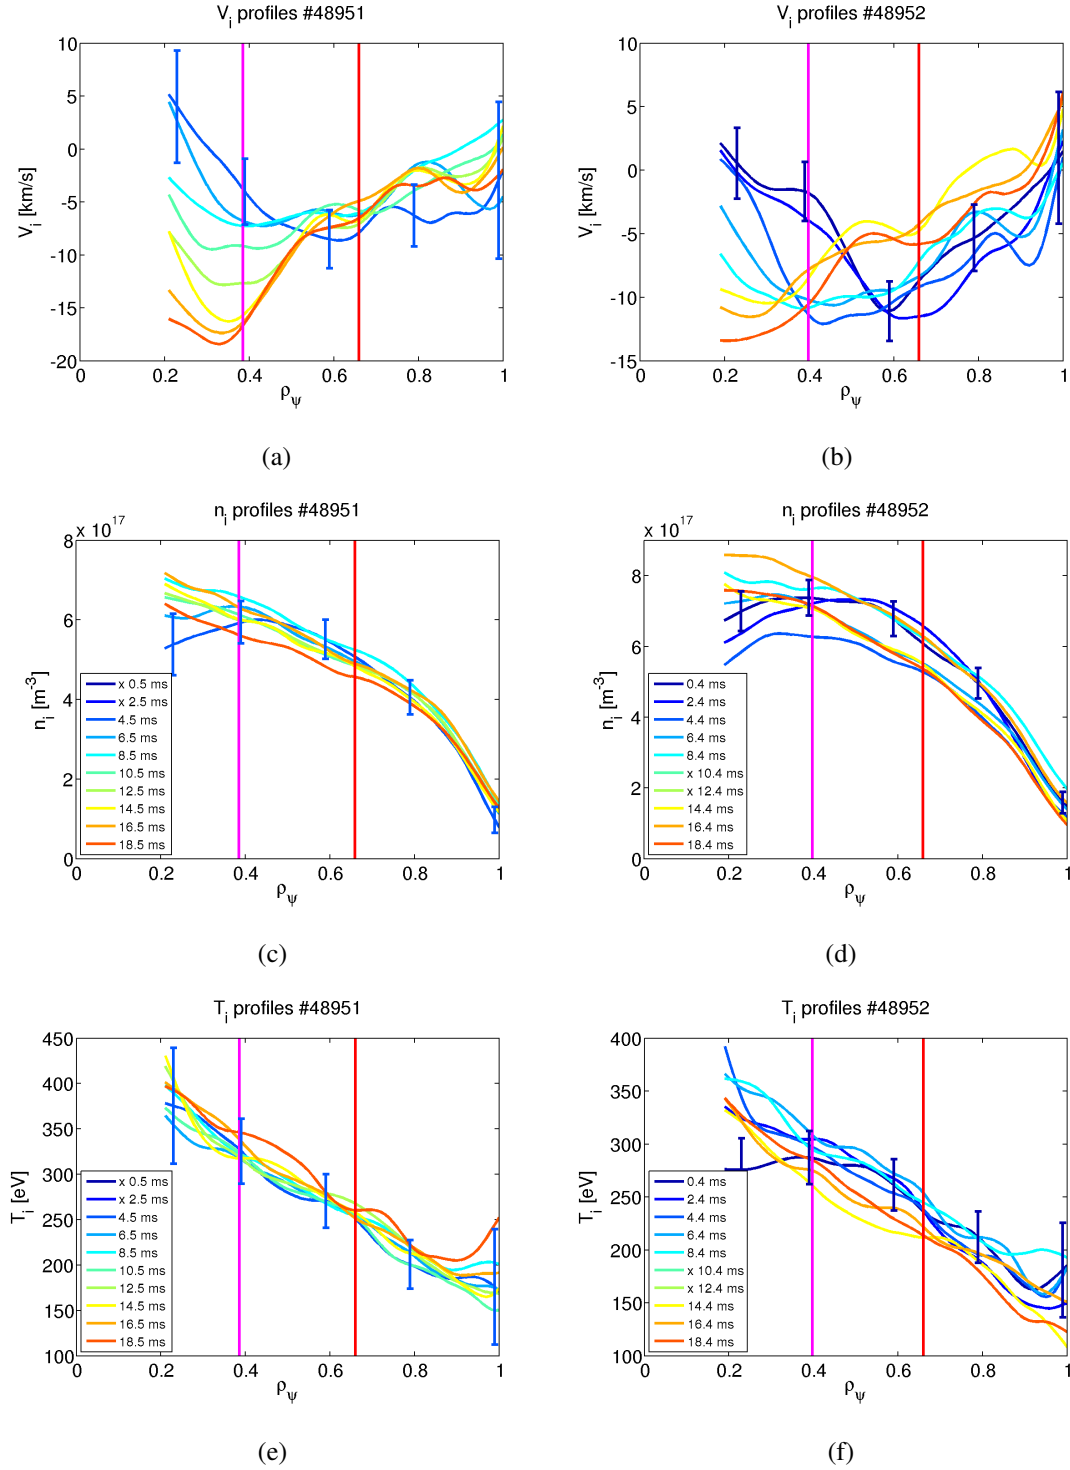 V_i profiles #48951
10
5
0
-5
-10
-15
-20
V_i [km/s]
0 0.2 0.4 0.6 0.8 1
ρ_ψ
(a)
V_i profiles #48952
10
5
0
-5
-10
-15
V_i [km/s]
0 0.2 0.4 0.6 0.8 1
ρ_ψ
(b)
n_i profiles #48951
x 10^17
8
6
4
2
0
n_i [m^-3]
x 0.5 ms
x 2.5 ms
4.5 ms
6.5 ms
8.5 ms
10.5 ms
12.5 ms
14.5 ms
16.5 ms
18.5 ms
0 0.2 0.4 0.6 0.8 1
ρ_ψ
(c)
n_i profiles #48952
x 10^17
8
6
4
2
0
n_i [m^-3]
0.4 ms
2.4 ms
4.4 ms
6.4 ms
8.4 ms
x 10.4 ms
x 12.4 ms
14.4 ms
16.4 ms
18.4 ms
0 0.2 0.4 0.6 0.8 1
ρ_ψ
(d)
T_i profiles #48951
450
400
350
300
250
200
150
100
T_i [eV]
x 0.5 ms
x 2.5 ms
4.5 ms
6.5 ms
8.5 ms
10.5 ms
12.5 ms
14.5 ms
16.5 ms
18.5 ms
0 0.2 0.4 0.6 0.8 1
ρ_ψ
(e)
T_i profiles #48952
400
350
300
250
200
150
100
T_i [eV]
0.4 ms
2.4 ms
4.4 ms
6.4 ms
8.4 ms
x 10.4 ms
x 12.4 ms
14.4 ms
16.4 ms
18.4 ms
0 0.2 0.4 0.6 0.8 1
ρ_ψ
(f)